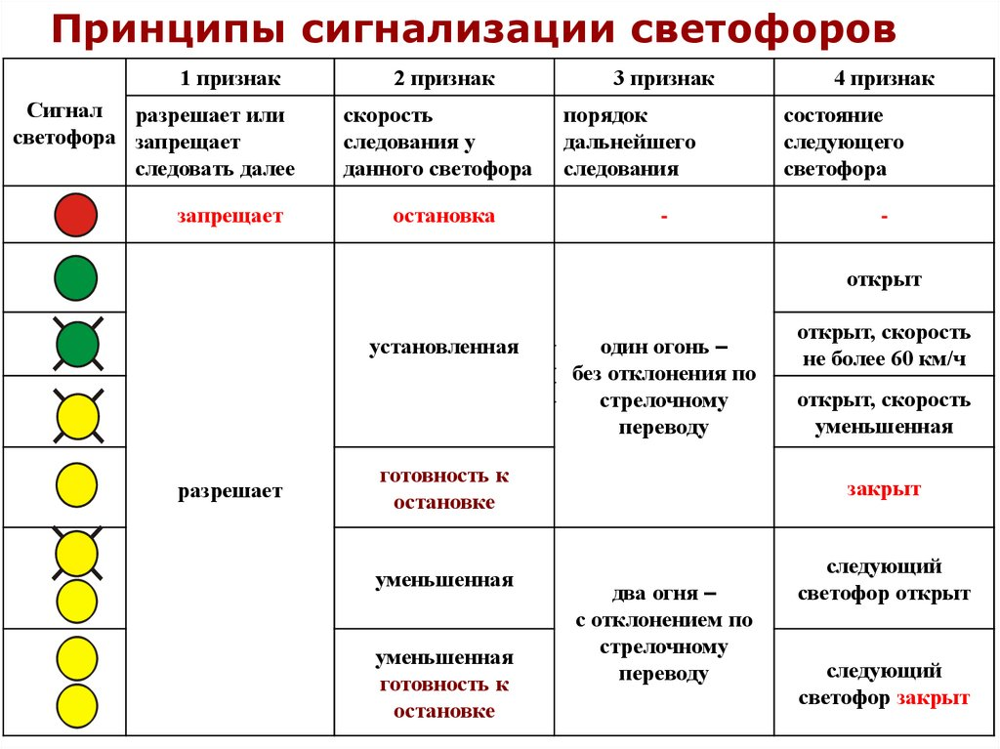 Принципы сигнализации светофоров
Сигнал
светофора
1 признак
2 признак
3 признак
4 признак
разрешает или
запрещает
следовать далее
скорость
следования у
данного светофора
порядок
дальнейшего
следования
состояние
следующего
светофора
запрещает
остановка
-
-
разрешает
установленная
один огонь –
без отклонения по
стрелочному
переводу
открыт
открыт, скорость
не более 60 км/ч
открыт, скорость
уменьшенная
готовность к
остановке
закрыт
уменьшенная
два огня –
с отклонением по
стрелочному
переводу
следующий
светофор открыт
уменьшенная
готовность к
остановке
следующий
светофор закрыт